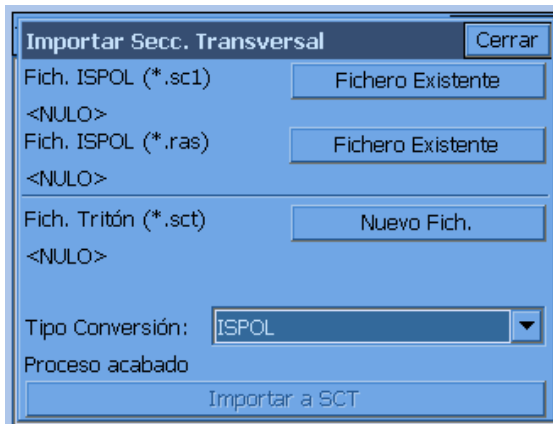 Importar Secc. Transversal Cerrar
Fich. ISPOL (*.sc1) Fichero Existente
<NULO>
Fich. ISPOL (*.ras) Fichero Existente
<NULO>
Fich. Tritón (*.sct) Nuevo Fich.
<NULO>
Tipo Conversión: ISPOL
Proceso acabado
Importar a SCT